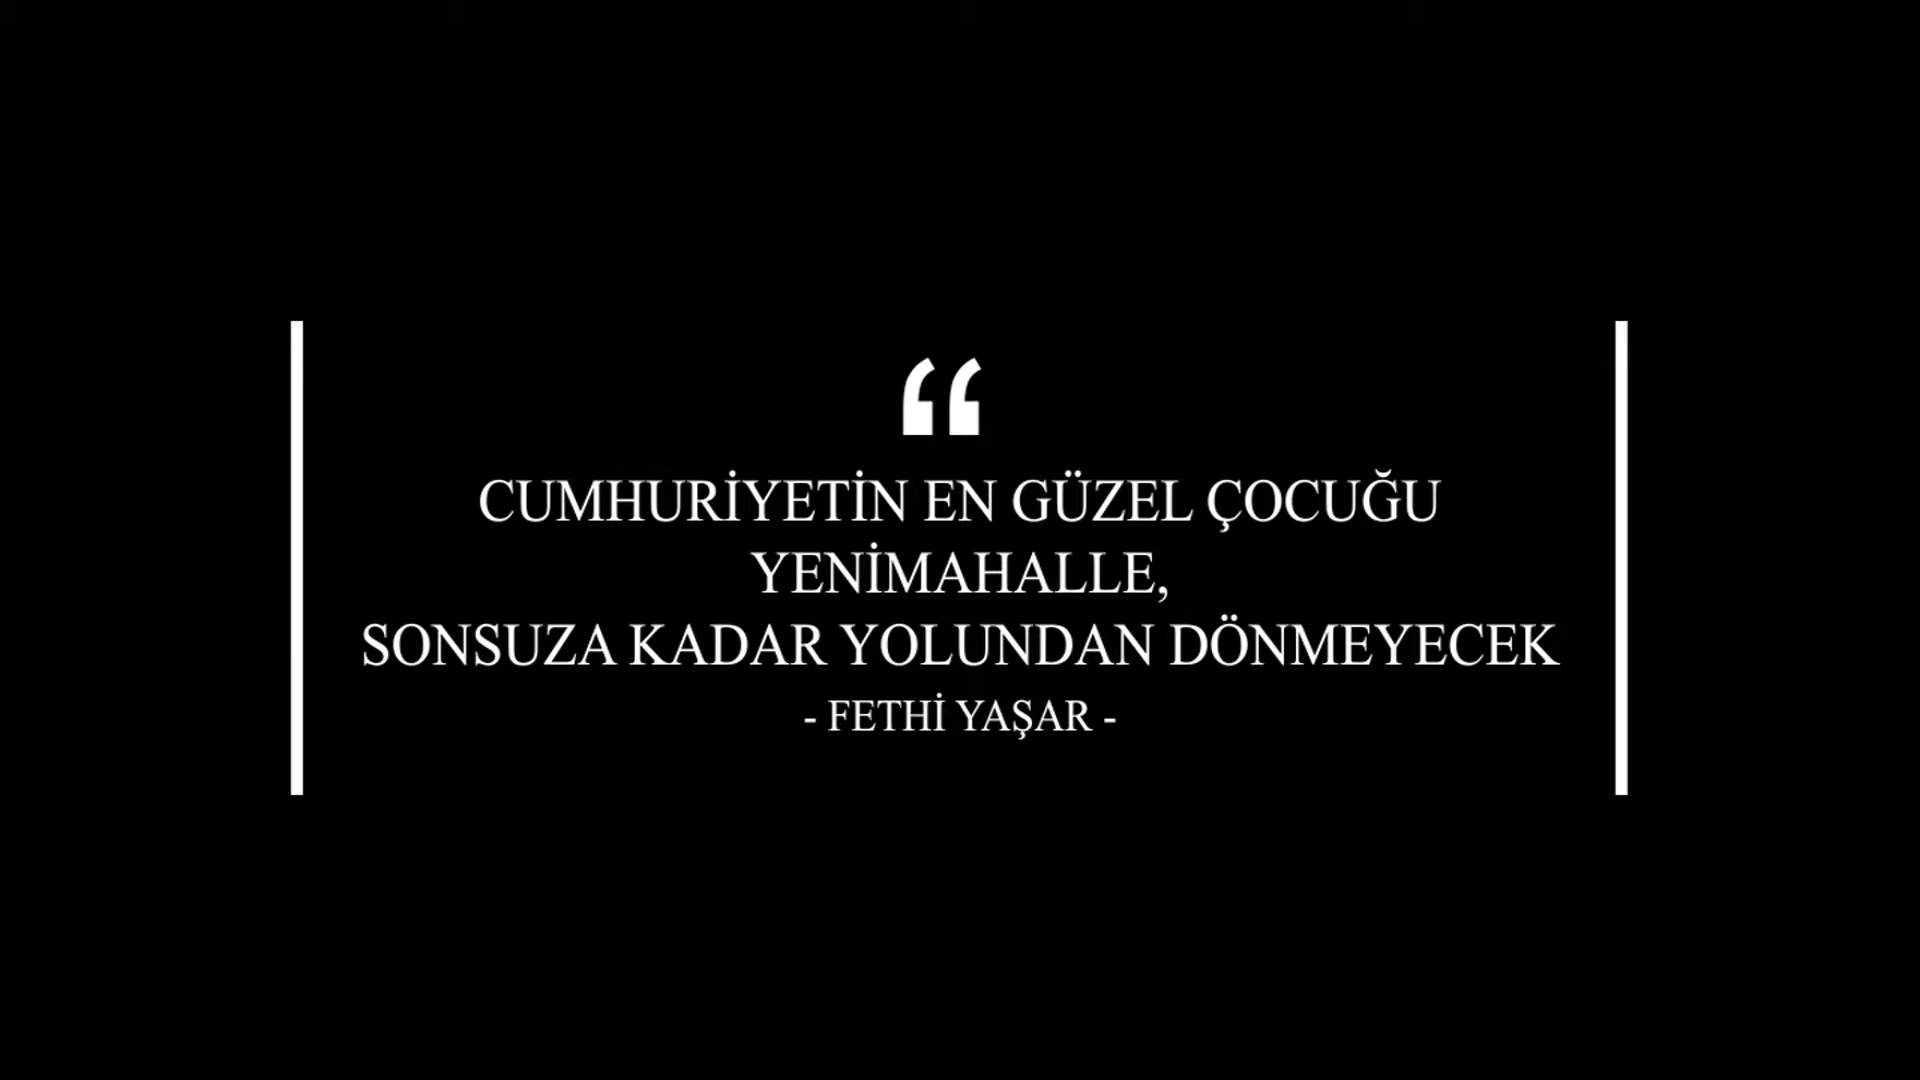 “
CUMHURİYETİN EN GÜZEL ÇOCUĞU
YENİMAHALLE,
SONSUZA KADAR YOLUNDAN DÖNMEYECEK
- FETHİ YAŞAR -